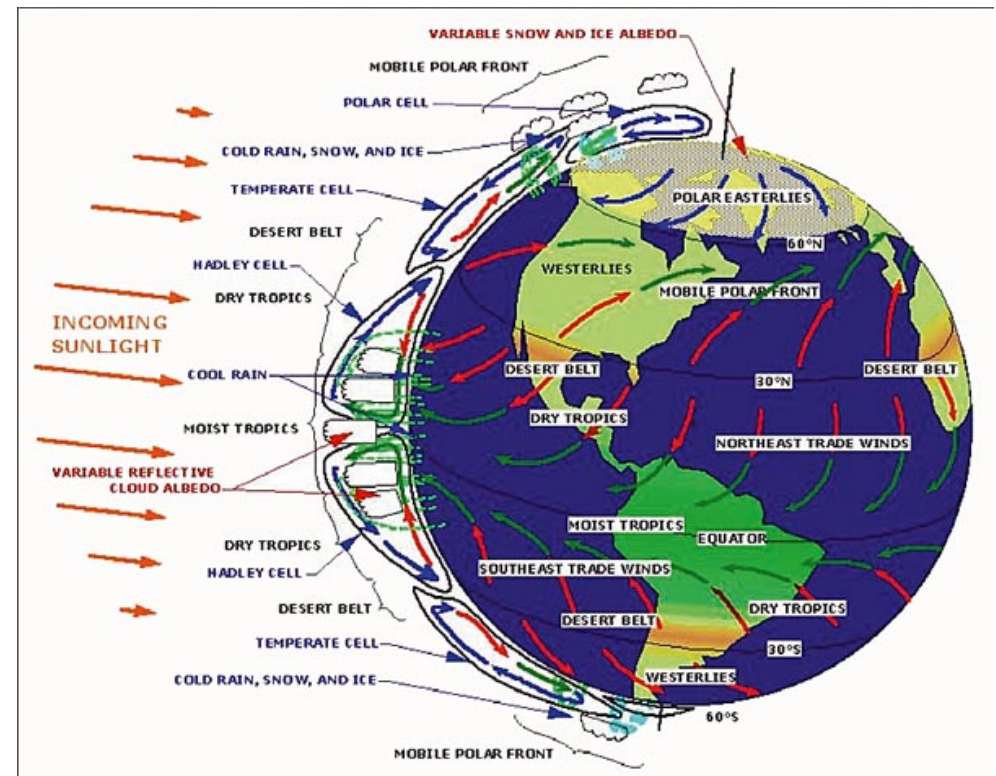 VARIABLE SNOW AND ICE ALBEDO
MOBILE POLAR FRONT
POLAR CELL
COLD RAIN, SNOW, AND ICE
TEMPERATE CELL
DESERT BELT
HADLEY CELL
DRY TROPICS
INCOMING
SUNLIGHT
COOL RAIN
MOIST TROPICS
VARIABLE REFLECTIVE
CLOUD ALBEDO
DRY TROPICS
HADLEY CELL
DESERT BELT
TEMPERATE CELL
COLD RAIN, SNOW, AND ICE
MOBILE POLAR FRONT
POLAR EASTERLIES
60°N
WESTERLIES
MOBILE POLAR FRONT
DESERT BELT
30°N
DESERT BELT
DRY TROPICS
NORTHEAST TRADE WINDS
MOIST TROPICS
EQUATOR
SOUTHEAST TRADE WINDS
DESERT BELT
DRY TROPICS
30°S
WESTERLIES
60°S